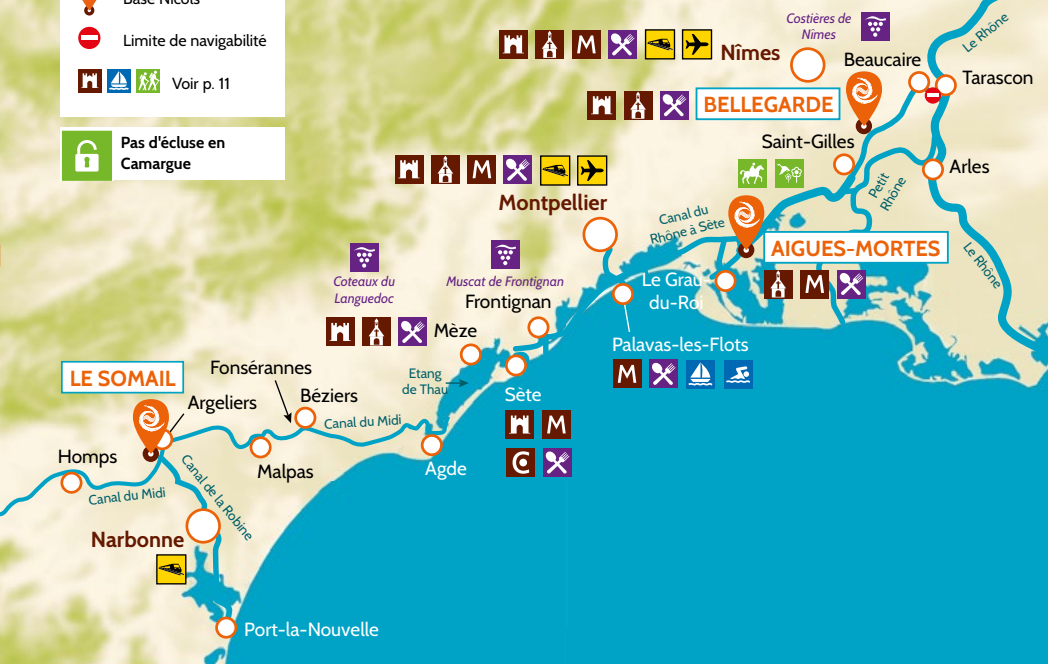 Base Nicols
Limite de navigabilité
Voir p. 11
Pas d'écluse en
Camargue
Costières de
Nîmes
Nîmes
Beaucaire
Le Rhône
Tarascon
BELLEGARDE
Saint-Gilles
Arles
Petit
Rhône
Montpellier
Canal du
Rhône à Sète
AIGUES-MORTES
Le Rhône
Coteaux du
Languedoc
Muscat de Frontignan
Frontignan
Le Grau
du-Roi
Mèze
Palavas-les-Flots
LE SOMAIL
Fonsérannes
Etang
de Thau
Sète
Argeliers
Béziers
Canal du Midi
Homps
Malpas
Agde
Canal du Midi
Canal de la Robine
Narbonne
Port-la-Nouvelle
M
M
M
M
M